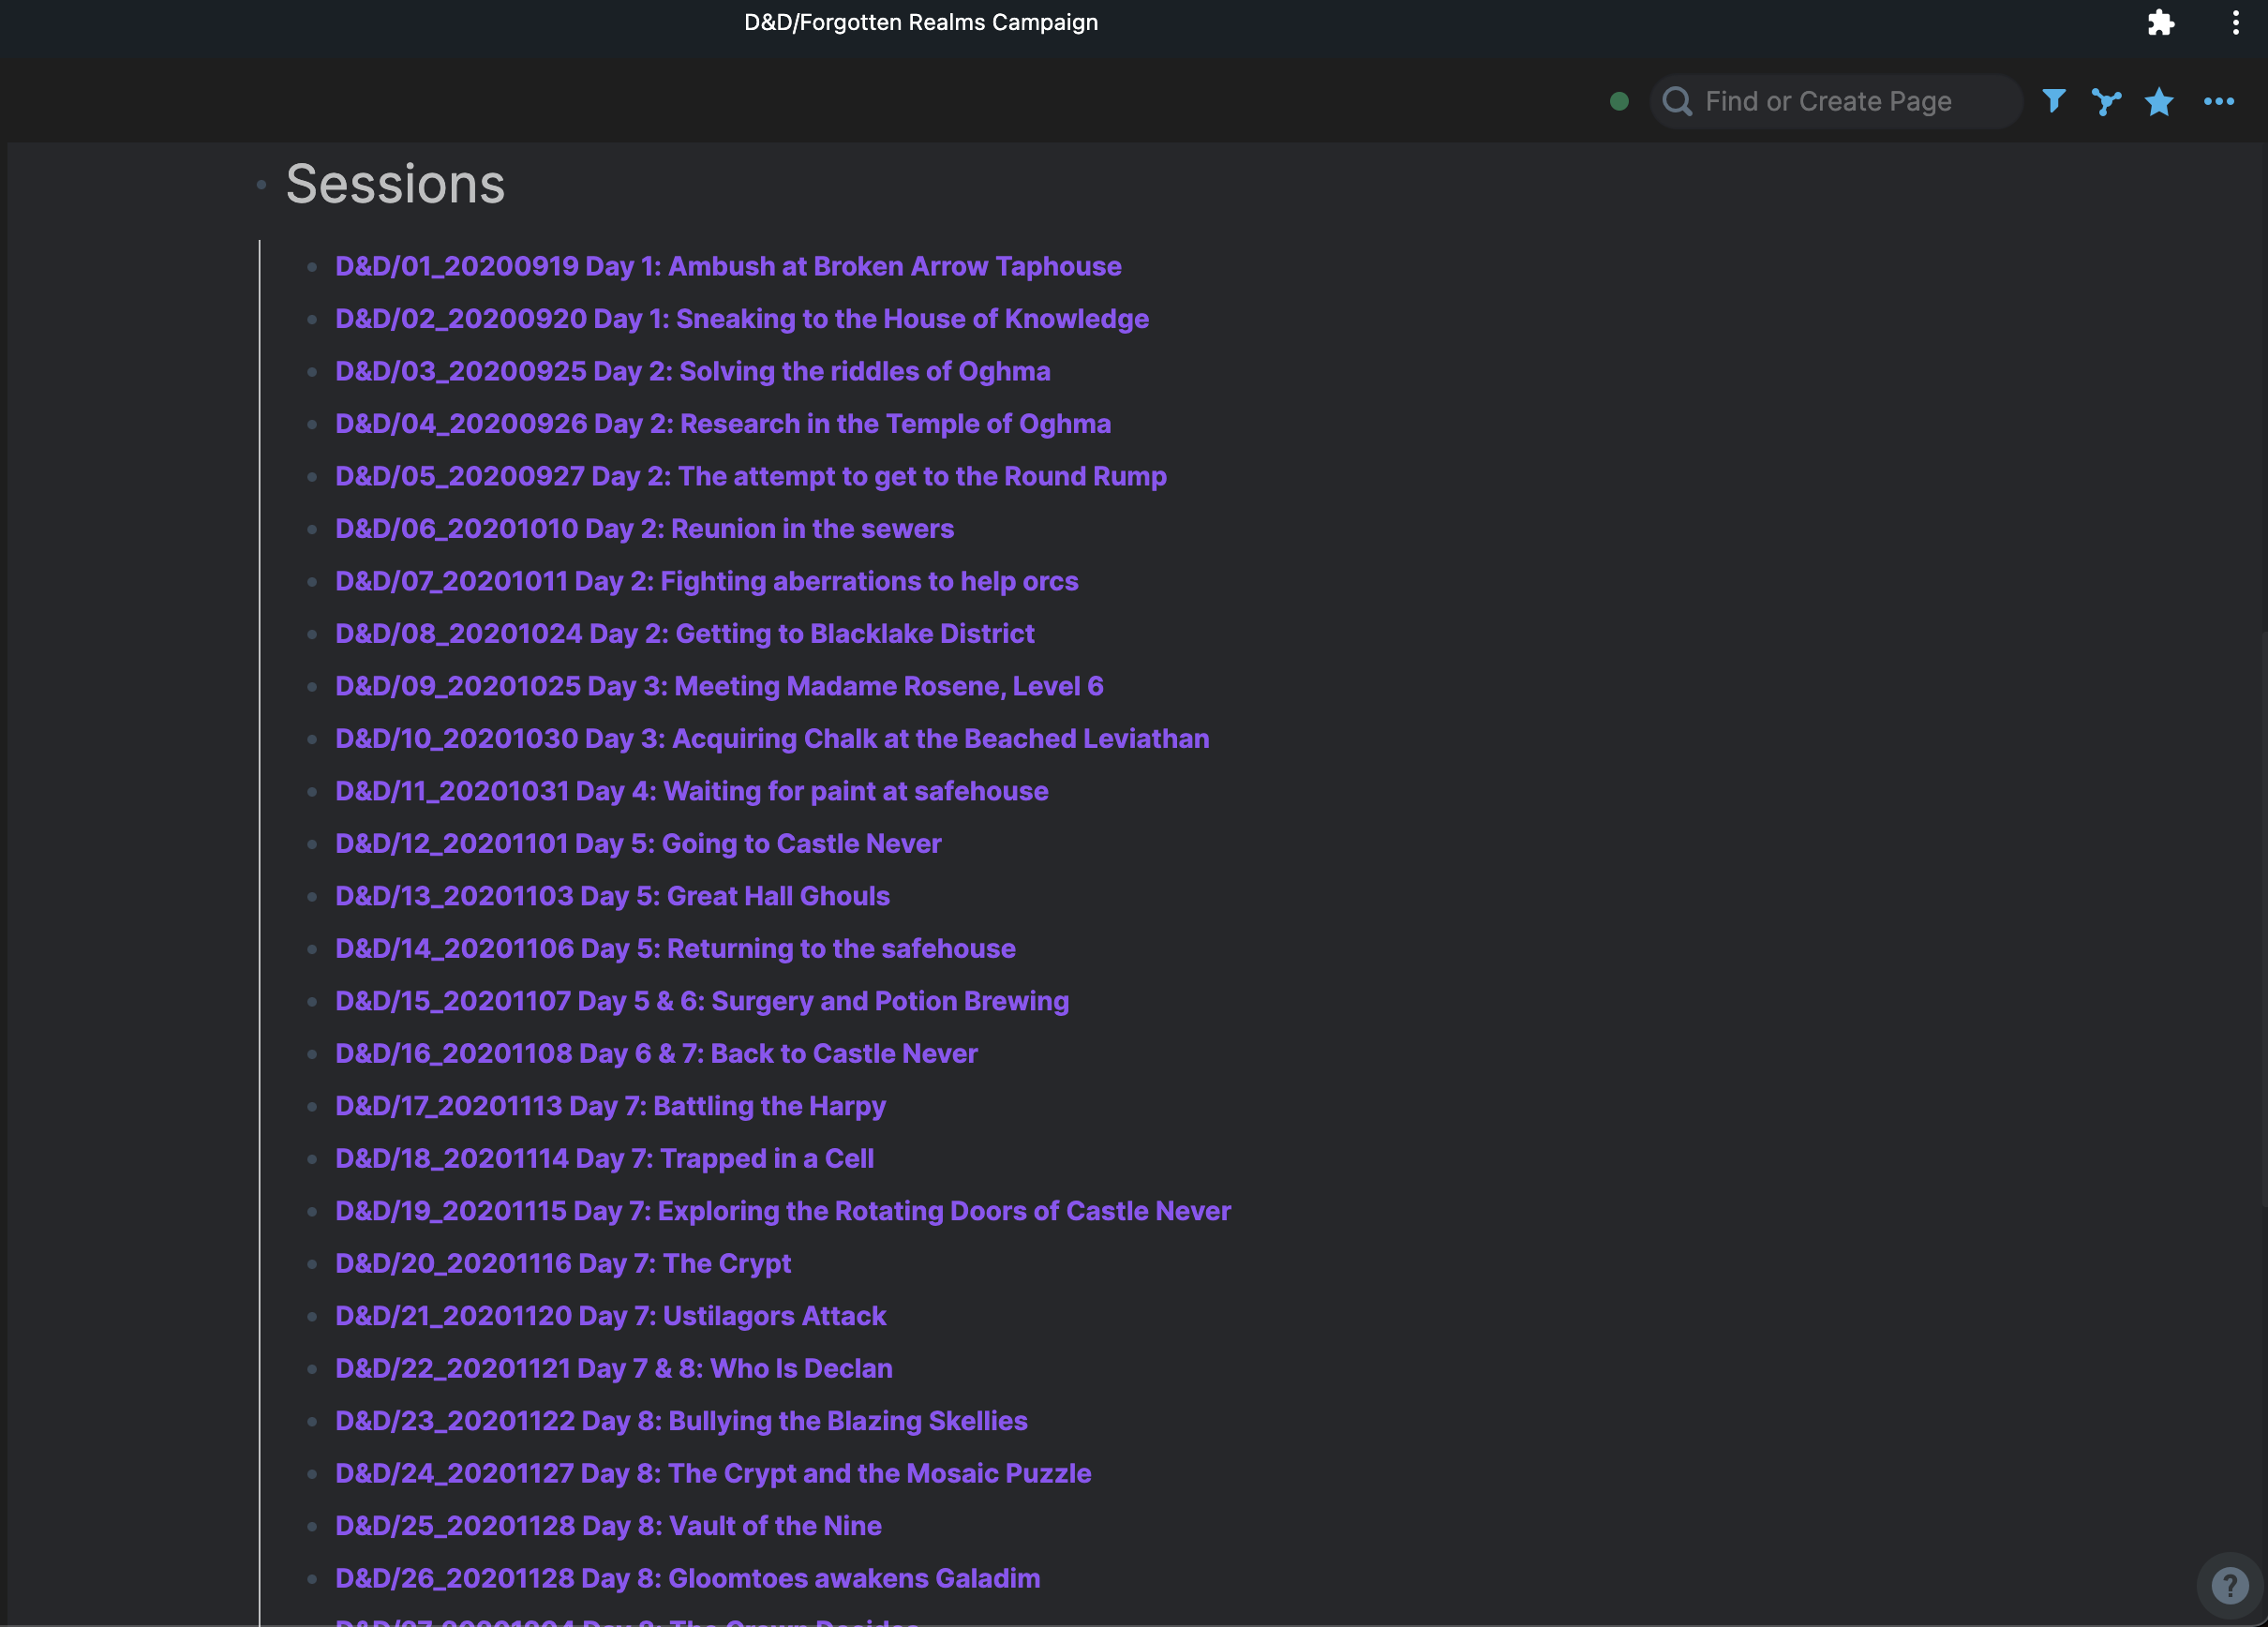 D&D/Forgotten Realms Campaign
Find or Create Page
Sessions
D&D/01_20200919 Day 1: Ambush at Broken Arrow Taphouse
D&D/02_20200920 Day 1: Sneaking to the House of Knowledge
D&D/03_20200925 Day 2: Solving the riddles of Oghma
D&D/04_20200926 Day 2: Research in the Temple of Oghma
D&D/05_20200927 Day 2: The attempt to get to the Round Rump
D&D/06_20201010 Day 2: Reunion in the sewers
D&D/07_20201011 Day 2: Fighting aberrations to help orcs
D&D/08_20201024 Day 2: Getting to Blacklake District
D&D/09_20201025 Day 3: Meeting Madame Rosene, Level 6
D&D/10_20201030 Day 3: Acquiring Chalk at the Beached Leviathan
D&D/11_20201031 Day 4: Waiting for paint at safehouse
D&D/12_20201101 Day 5: Going to Castle Never
D&D/13_20201103 Day 5: Great Hall Ghouls
D&D/14_20201106 Day 5: Returning to the safehouse
D&D/15_20201107 Day 5 & 6: Surgery and Potion Brewing
D&D/16_20201108 Day 6 & 7: Back to Castle Never
D&D/17_20201113 Day 7: Battling the Harpy
D&D/18_20201114 Day 7: Trapped in a Cell
D&D/19_20201115 Day 7: Exploring the Rotating Doors of Castle Never
D&D/20_20201116 Day 7: The Crypt
D&D/21_20201120 Day 7: Ustilagors Attack
D&D/22_20201121 Day 7 & 8: Who Is Declan
D&D/23_20201122 Day 8: Bullying the Blazing Skellies
D&D/24_20201127 Day 8: The Crypt and the Mosaic Puzzle
D&D/25_20201128 Day 8: Vault of the Nine
D&D/26_20201128 Day 8: Gloomtoes awakens Galadim
?